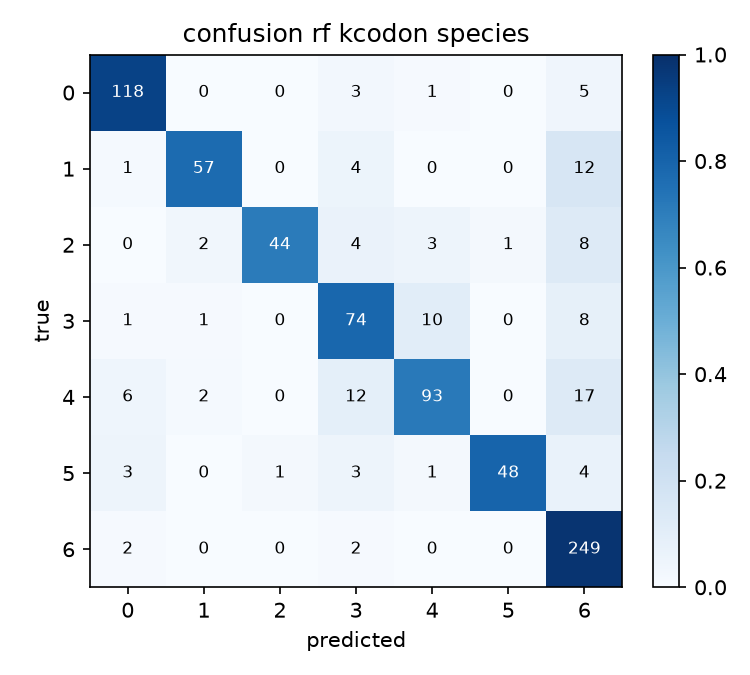 confusion rf kcodon species
0 118 0 0 3 1 0 5
1 1 57 0 4 0 0 12
2 0 2 44 4 3 1 8
3 1 1 0 74 10 0 8
4 6 2 0 12 93 0 17
5 3 0 1 3 1 48 4
6 2 0 0 2 0 0 249
0 1 2 3 4 5 6
predicted
true
1.0
0.8
0.6
0.4
0.2
0.0